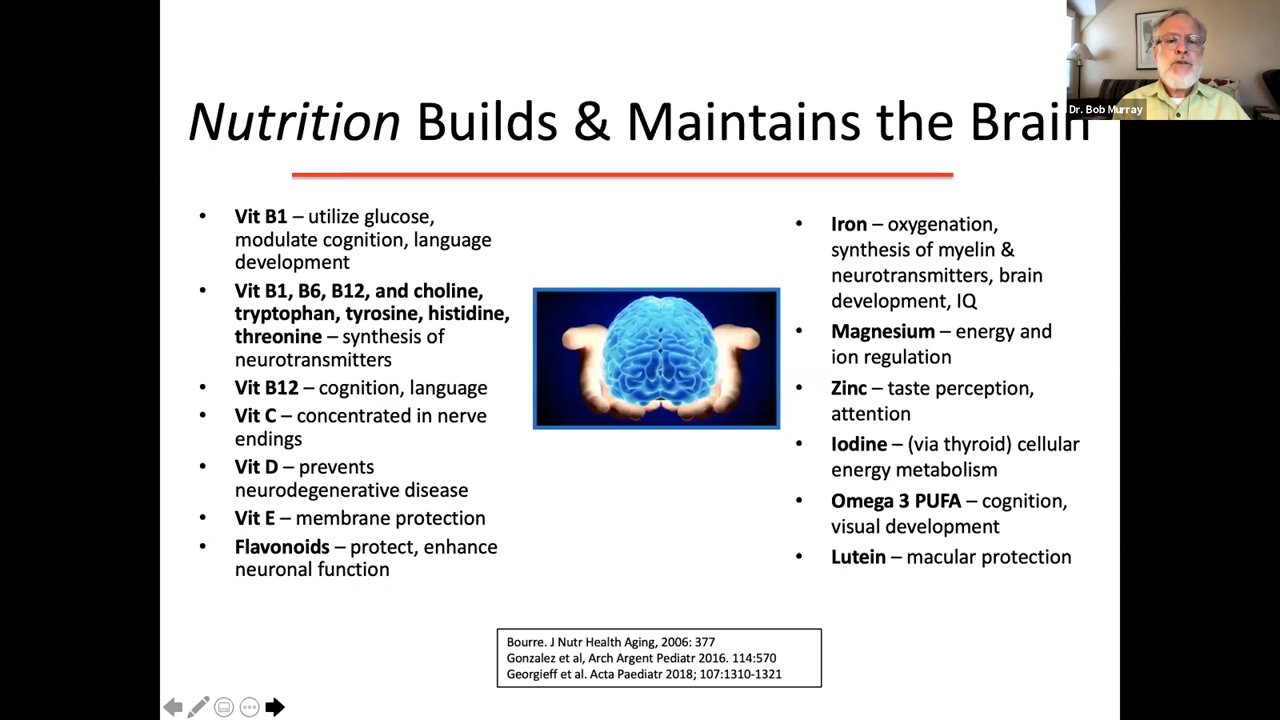 Dr. Bob Murray
Nutrition Builds & Maintains the Brain
• Vit B1 – utilize glucose,
modulate cognition, language
development
• Vit B1, B6, B12, and choline,
tryptophan, tyrosine, histidine,
threonine – synthesis of
neurotransmitters
• Vit B12 – cognition, language
• Vit C – concentrated in nerve
endings
• Vit D – prevents
neurodegenerative disease
• Vit E – membrane protection
• Flavonoids – protect, enhance
neuronal function
• Iron – oxygenation,
synthesis of myelin &
neurotransmitters, brain
development, IQ
• Magnesium – energy and
ion regulation
• Zinc – taste perception,
attention
• Iodine – (via thyroid) cellular
energy metabolism
• Omega 3 PUFA – cognition,
visual development
• Lutein – macular protection
Bourre. J Nutr Health Aging, 2006: 377
Gonzalez et al, Arch Argent Pediatr 2016. 114:570
Georgieff et al. Acta Paediatr 2018; 107:1310-1321